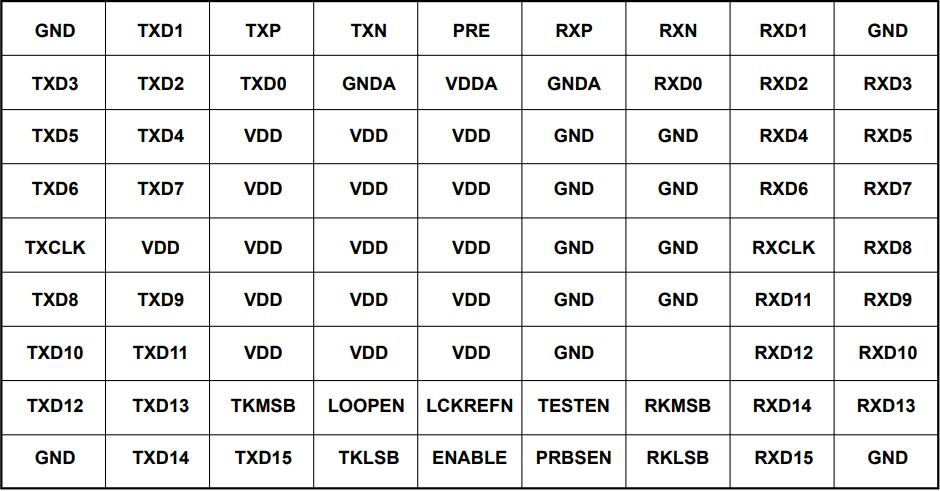 GND TXD1 TXP TXN PRE RXP RXN RXD1 GND
TXD3 TXD2 TXD0 GNDA VDDA GNDA RXD0 RXD2 RXD3
TXD5 TXD4 VDD VDD VDD GND GND RXD4 RXD5
TXD6 TXD7 VDD VDD VDD GND GND RXD6 RXD7
TXCLK VDD VDD VDD VDD GND GND RXCLK RXD8
TXD8 TXD9 VDD VDD VDD GND GND RXD11 RXD9
TXD10 TXD11 VDD VDD VDD GND RXD12 RXD10
TXD12 TXD13 TKMSB LOOPEN LCKREFN TESTEN RKMSB RXD14 RXD13
GND TXD14 TXD15 TKLSB ENABLE PRBSEN RKLSB RXD15 GND